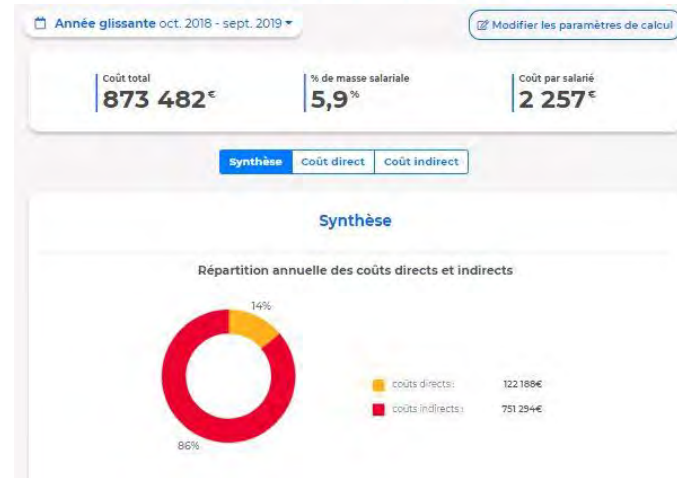 Année glissante oct. 2018 - sept. 2019
Modifier les paramètres de calcul
Coût total
873 482€
% de masse salariale
5,9%
Coût par salarié
2 257€
Synthèse
Coût direct
Coût indirect
Synthèse
Répartition annuelle des coûts directs et indirects
14%
coûts directs : 122 188€
coûts indirects : 751 294€
86%